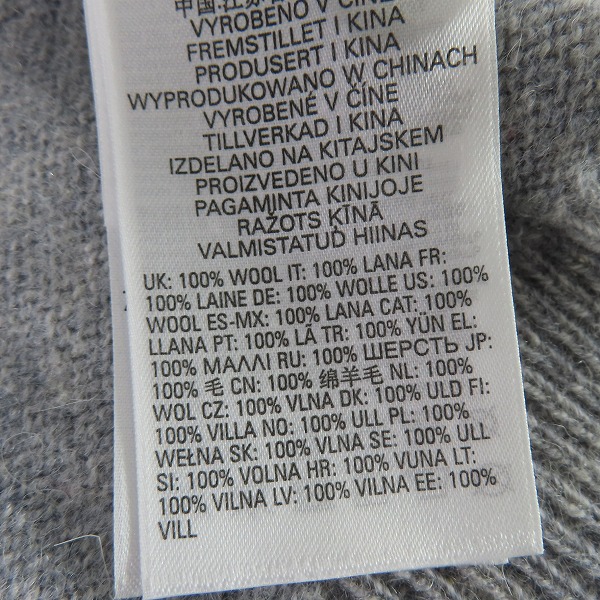 中国.江苏
VYROBENO V ČÍNĚ
FREMSTILLET I KINA
PRODUSERT I KINA
WYPRODUKOWANO W CHINACH
VYROBENÉ V ČÍNE
TILLVERKAD I KINA
IZDELANO NA KITAJSKEM
PROIZVEDENO U KINI
PAGAMINTA KINIJOJE
RAŽOTS ĶĪNĀ
VALMISTATUD HIINAS
UK: 100% WOOL IT: 100% LANA FR:
100% LAINE DE: 100% WOLLE US: 100%
WOOL ES-MX: 100% LANA CAT: 100%
LLANA PT: 100% LÃ TR: 100% YÜN EL:
100% ΜΑΛΛΙ RU: 100% ШЕРСТЬ JP:
100% 毛 CN: 100% 绵羊毛 NL: 100%
WOL CZ: 100% VLNA DK: 100% ULD FI:
100% VILLA NO: 100% ULL PL: 100%
WEŁNA SK: 100% VLNA SE: 100% ULL
SI: 100% VOLNA HR: 100% VUNA LT:
100% VILNA LV: 100% VILNA EE: 100%
VILL